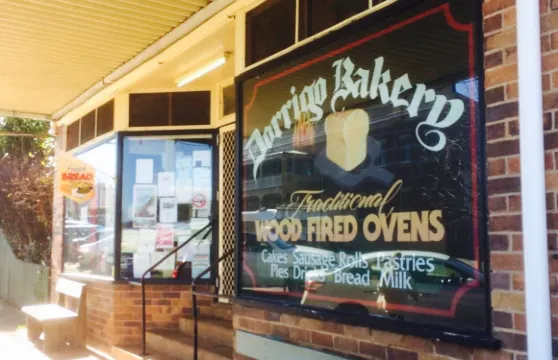 BREAD
Dorrigo Bakery
Traditional
WOOD FIRED OVENS
Cakes Sausage Rolls Pastries
Pies Drinks Bread Milk